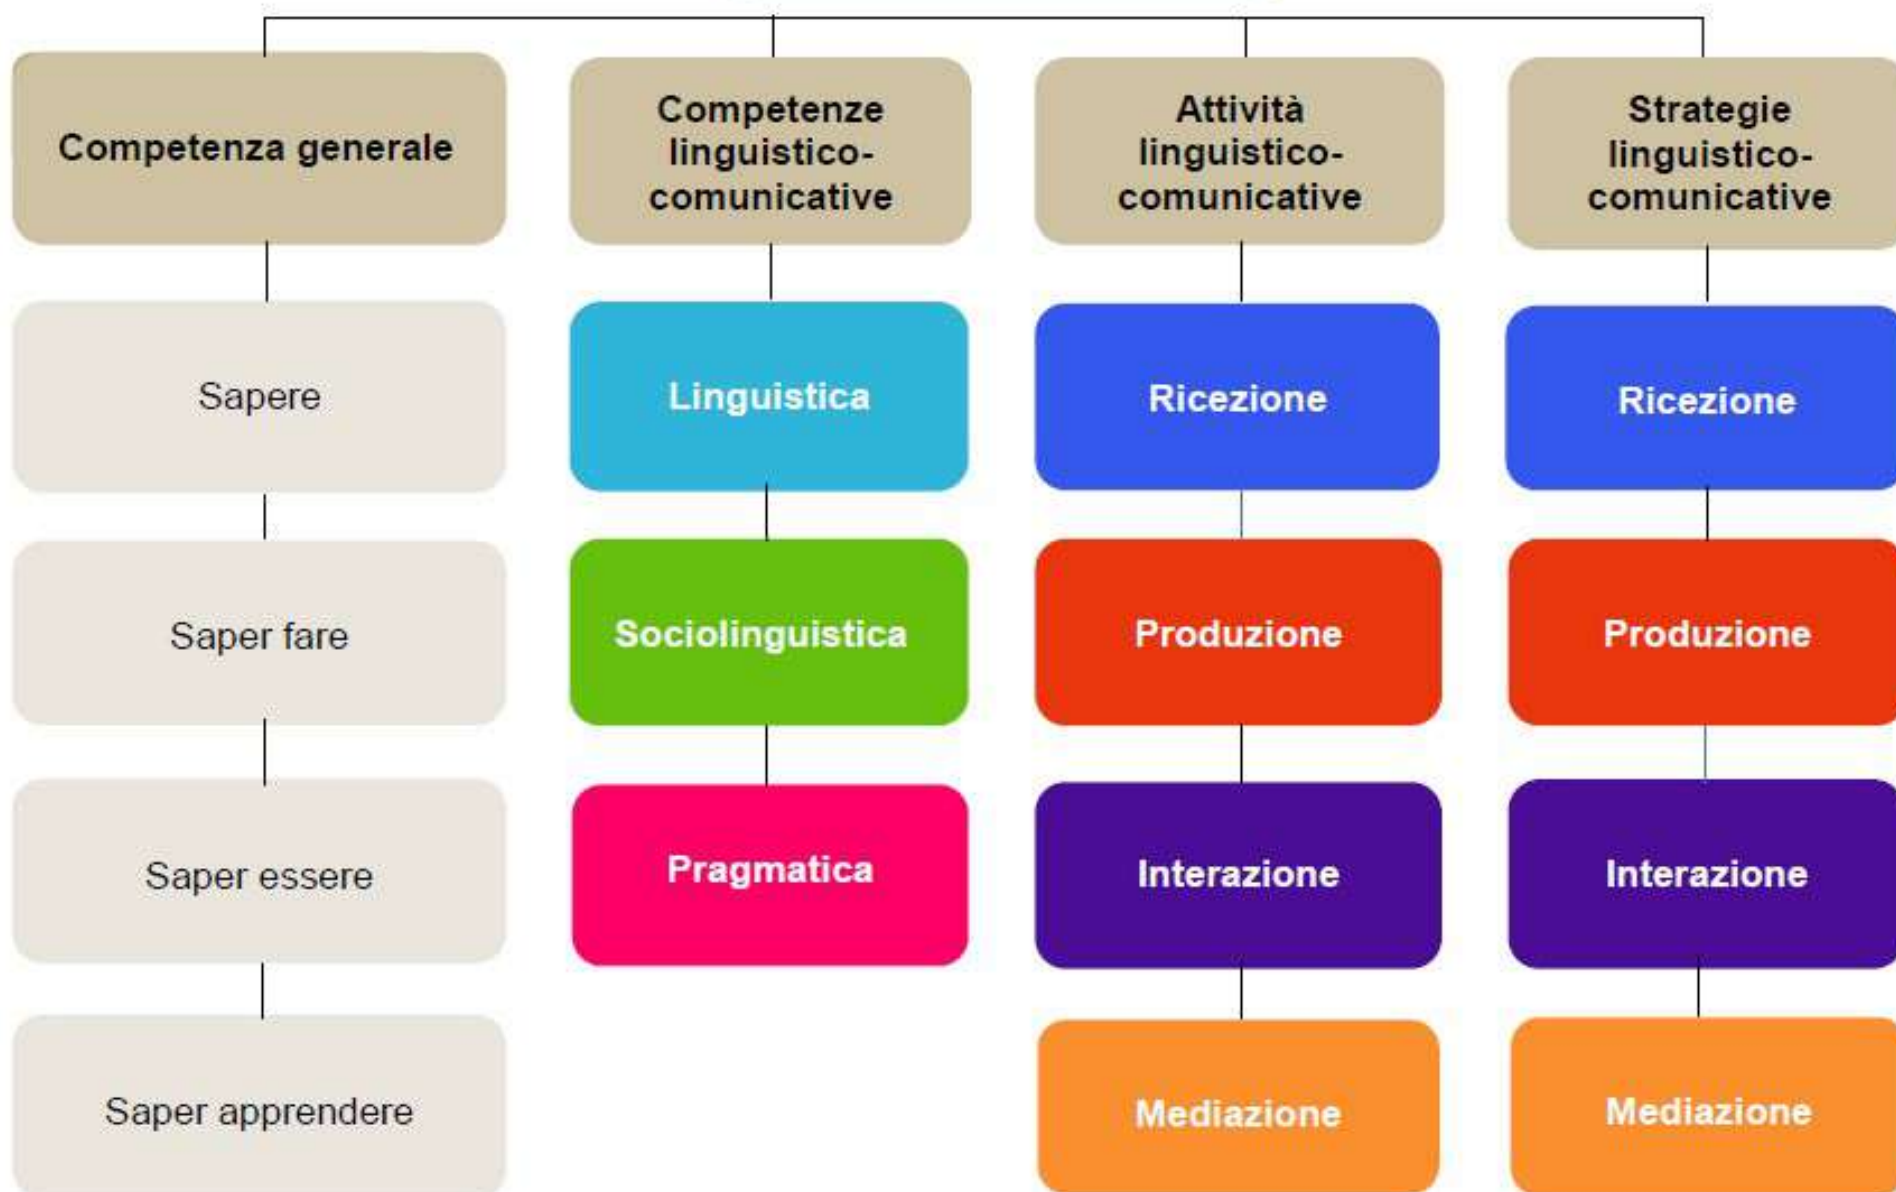 Competenza generale
Competenze
linguistico-
comunicative
Attività
linguistico-
comunicative
Strategie
linguistico-
comunicative
Sapere
Linguistica
Ricezione
Ricezione
Saper fare
Sociolinguistica
Produzione
Produzione
Saper essere
Pragmatica
Interazione
Interazione
Saper apprendere
Mediazione
Mediazione